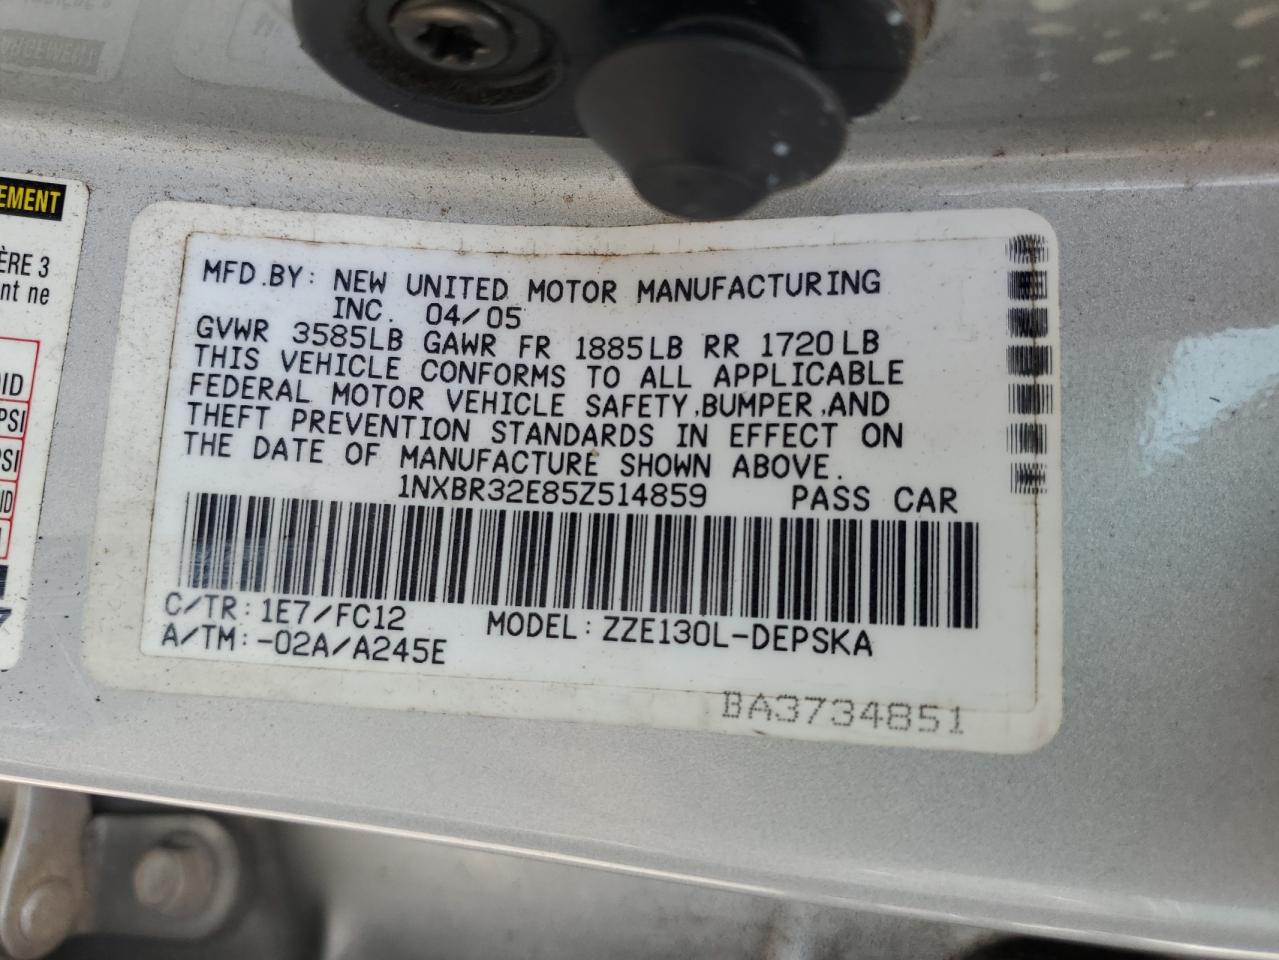 EMENT
ÈRE 3
nt ne
OID
PSI
PSI
OID
MFD.BY: NEW UNITED MOTOR MANUFACTURING
INC. 04/05
GVWR 3585LB GAWR FR 1885LB RR 1720LB
THIS VEHICLE CONFORMS TO ALL APPLICABLE
FEDERAL MOTOR VEHICLE SAFETY,BUMPER,AND
THEFT PREVENTION STANDARDS IN EFFECT ON
THE DATE OF MANUFACTURE SHOWN ABOVE.
1NXBR32E85Z514859 PASS CAR
C/TR:1E7/FC12 MODEL:ZZE130L-DEPSKA
A/TM:-02A/A245E
BA3734851